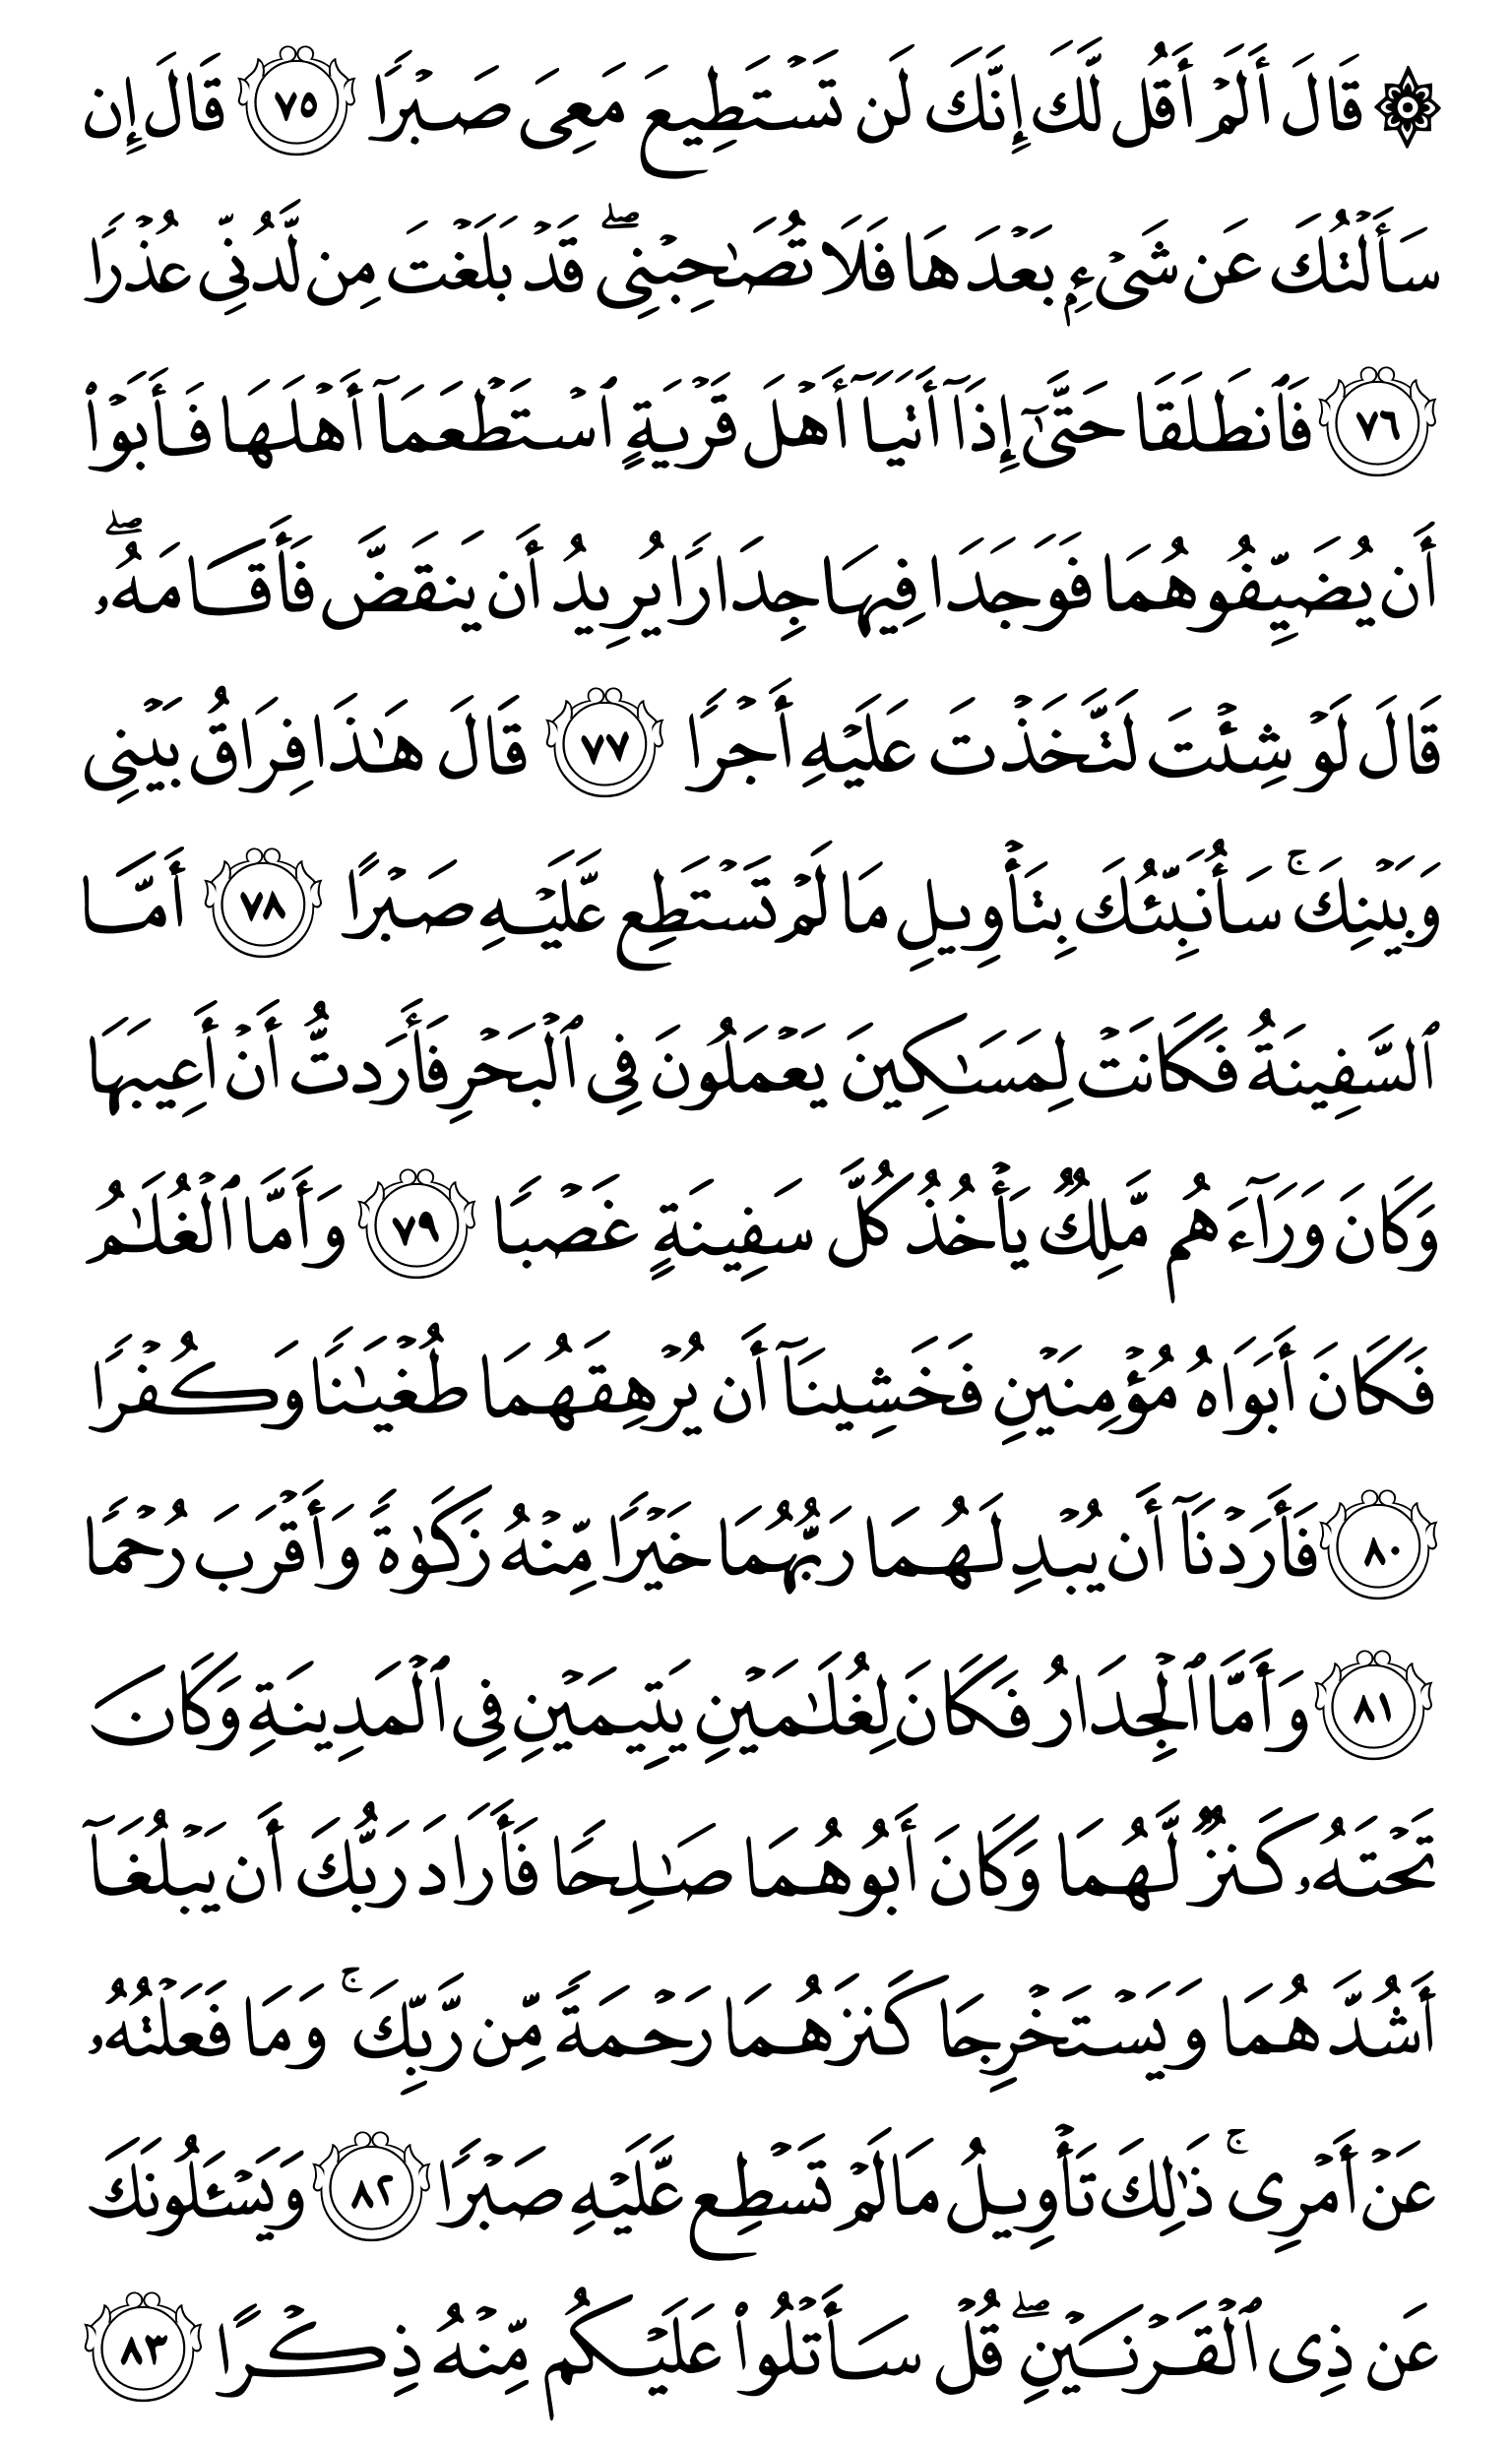 ۞ قَالَ أَلَمۡ أَقُل لَّكَ إِنَّكَ لَن تَسۡتَطِيعَ مَعِيَ صَبۡرٗا ٧٥ قَالَ إِن
سَأَلۡتُكَ عَن شَيۡءِۭ بَعۡدَهَا فَلَا تُصَٰحِبۡنِيۖ قَدۡ بَلَغۡتَ مِن لَّدُنِّي عُذۡرٗا
٧٦ فَٱنطَلَقَا حَتَّىٰٓ إِذَآ أَتَيَآ أَهۡلَ قَرۡيَةٍ ٱسۡتَطۡعَمَآ أَهۡلَهَا فَأَبَوۡاْ
أَن يُضَيِّفُوهُمَا فَوَجَدَا فِيهَا جِدَارٗا يُرِيدُ أَن يَنقَضَّ فَأَقَامَهُۥۖ
قَالَ لَوۡ شِئۡتَ لَتَّخَذۡتَ عَلَيۡهِ أَجۡرٗا ٧٧ قَالَ هَٰذَا فِرَاقُ بَيۡنِي
وَبَيۡنِكَۚ سَأُنَبِّئُكَ بِتَأۡوِيلِ مَا لَمۡ تَسۡتَطِع عَّلَيۡهِ صَبۡرًا ٧٨ أَمَّا
ٱلسَّفِينَةُ فَكَانَتۡ لِمَسَٰكِينَ يَعۡمَلُونَ فِي ٱلۡبَحۡرِ فَأَرَدتُّ أَنۡ أَعِيبَهَا
وَكَانَ وَرَآءَهُم مَّلِكٞ يَأۡخُذُ كُلَّ سَفِينَةٍ غَصۡبٗا ٧٩ وَأَمَّا ٱلۡغُلَٰمُ
فَكَانَ أَبَوَاهُ مُؤۡمِنَيۡنِ فَخَشِينَآ أَن يُرۡهِقَهُمَا طُغۡيَٰنٗا وَكُفۡرٗا
٨٠ فَأَرَدۡنَآ أَن يُبۡدِلَهُمَا رَبُّهُمَا خَيۡرٗا مِّنۡهُ زَكَوٰةٗ وَأَقۡرَبَ رُحۡمٗا
٨١ وَأَمَّا ٱلۡجِدَارُ فَكَانَ لِغُلَٰمَيۡنِ يَتِيمَيۡنِ فِي ٱلۡمَدِينَةِ وَكَانَ
تَحۡتَهُۥ كَنزٞ لَّهُمَا وَكَانَ أَبُوهُمَا صَٰلِحٗا فَأَرَادَ رَبُّكَ أَن يَبۡلُغَآ
أَشُدَّهُمَا وَيَسۡتَخۡرِجَا كَنزَهُمَا رَحۡمَةٗ مِّن رَّبِّكَۚ وَمَا فَعَلۡتُهُۥ
عَنۡ أَمۡرِيۚ ذَٰلِكَ تَأۡوِيلُ مَا لَمۡ تَسۡطِع عَّلَيۡهِ صَبۡرٗا ٨٢ وَيَسۡـَٔلُونَكَ
عَن ذِي ٱلۡقَرۡنَيۡنِۖ قُلۡ سَأَتۡلُواْ عَلَيۡكُم مِّنۡهُ ذِكۡرًا ٨٣